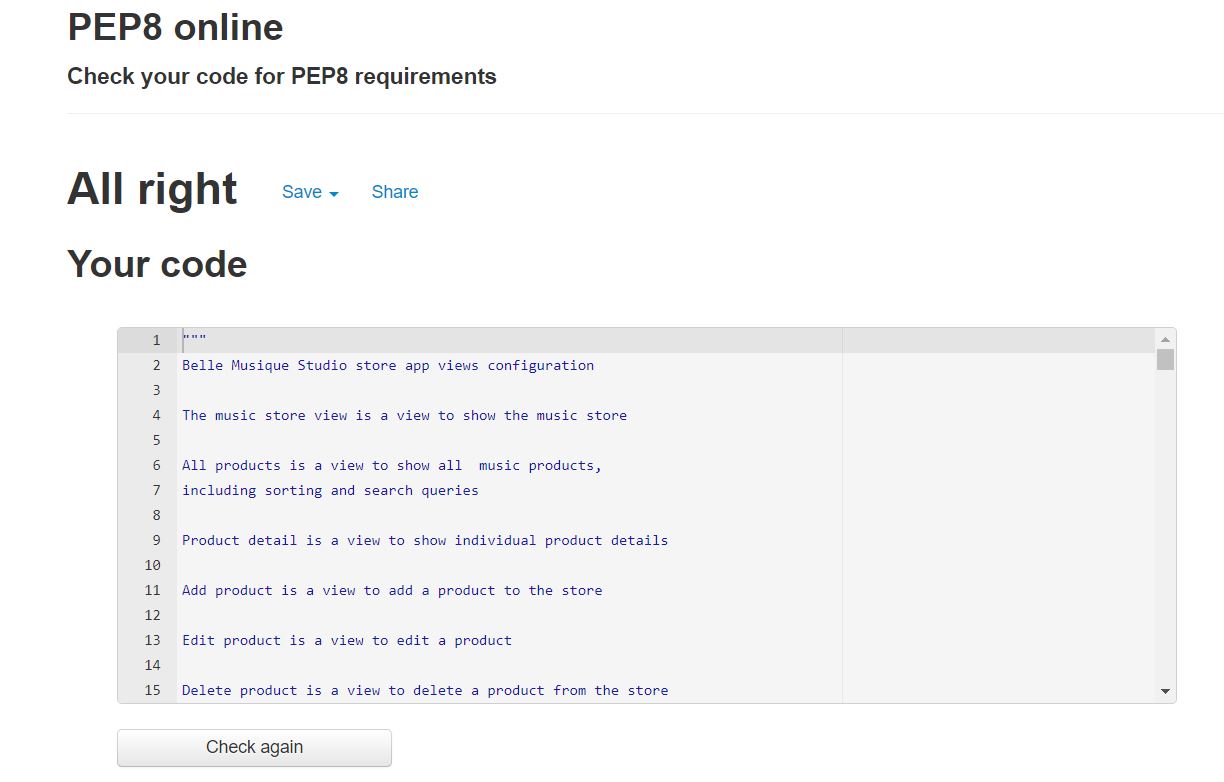 PEP8 online
Check your code for PEP8 requirements
All right Save Share
Your code
1 """
2 Belle Musique Studio store app views configuration
3
4 The music store view is a view to show the music store
5
6 All products is a view to show all  music products,
7 including sorting and search queries
8
9 Product detail is a view to show individual product details
10
11 Add product is a view to add a product to the store
12
13 Edit product is a view to edit a product
14
15 Delete product is a view to delete a product from the store
Check again